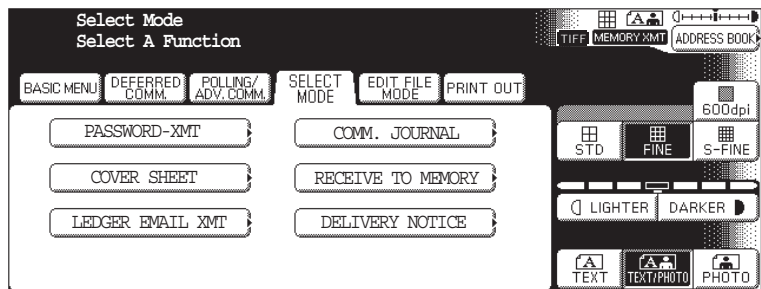 Select Mode
Select A Function
TIFF MEMORY XMT ADDRESS BOOK
BASIC MENU DEFERRED COMM. POLLING/ ADV. COMM. SELECT MODE EDIT FILE MODE PRINT OUT
PASSWORD-XMT COMM. JOURNAL
COVER SHEET RECEIVE TO MEMORY
LEDGER EMAIL XMT DELIVERY NOTICE
600dpi
STD FINE S-FINE
LIGHTER DARKER
A A
TEXT TEXT/PHOTO PHOTO